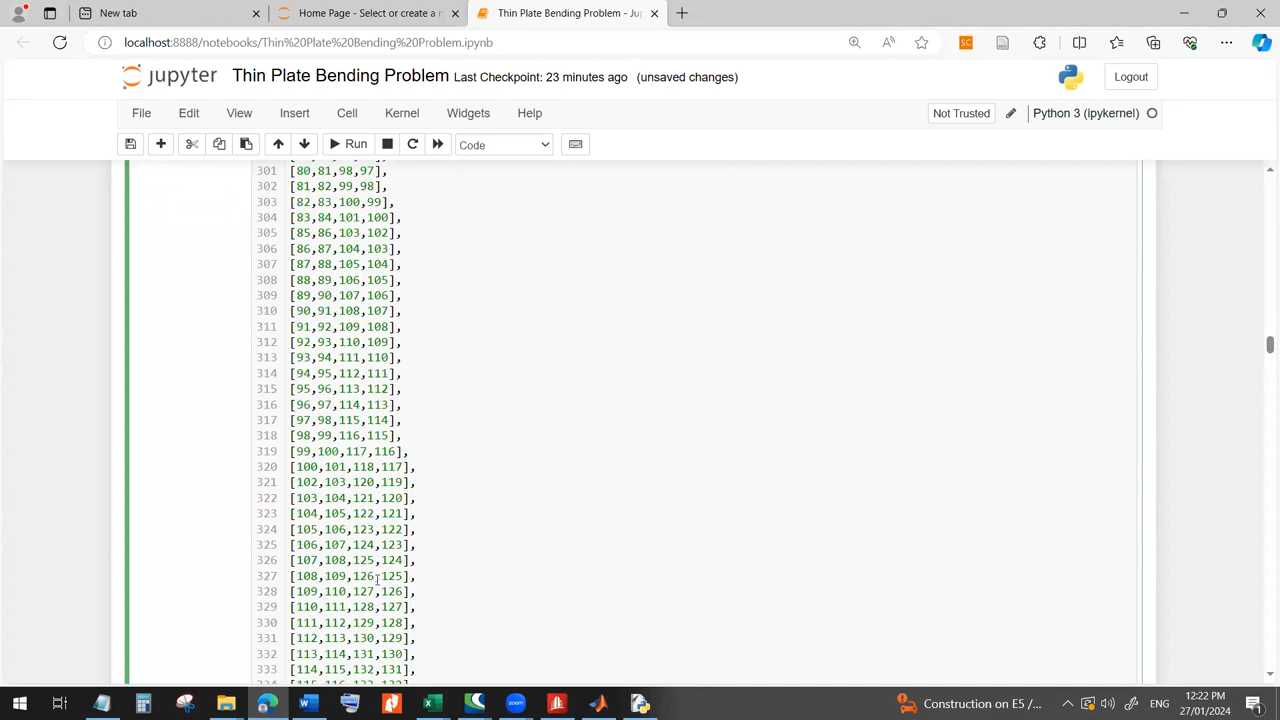 New tab
Home Page - Select or create a n
Thin Plate Bending Problem - Ju
localhost:8888/notebooks/Thin%20Plate%20Bending%20Problem.ipynb
jupyter Thin Plate Bending Problem Last Checkpoint: 23 minutes ago (unsaved changes)
Logout
File Edit View Insert Cell Kernel Widgets Help
Not Trusted
Python 3 (ipykernel)
Run
Code
301 [80,81,98,97],
302 [81,82,99,98],
303 [82,83,100,99],
304 [83,84,101,100],
305 [85,86,103,102],
306 [86,87,104,103],
307 [87,88,105,104],
308 [88,89,106,105],
309 [89,90,107,106],
310 [90,91,108,107],
311 [91,92,109,108],
312 [92,93,110,109],
313 [93,94,111,110],
314 [94,95,112,111],
315 [95,96,113,112],
316 [96,97,114,113],
317 [97,98,115,114],
318 [98,99,116,115],
319 [99,100,117,116],
320 [100,101,118,117],
321 [102,103,120,119],
322 [103,104,121,120],
323 [104,105,122,121],
324 [105,106,123,122],
325 [106,107,124,123],
326 [107,108,125,124],
327 [108,109,126,125],
328 [109,110,127,126],
329 [110,111,128,127],
330 [111,112,129,128],
331 [112,113,130,129],
332 [113,114,131,130],
333 [114,115,132,131],
Construction on E5 /...
ENG
12:22 PM
27/01/2024